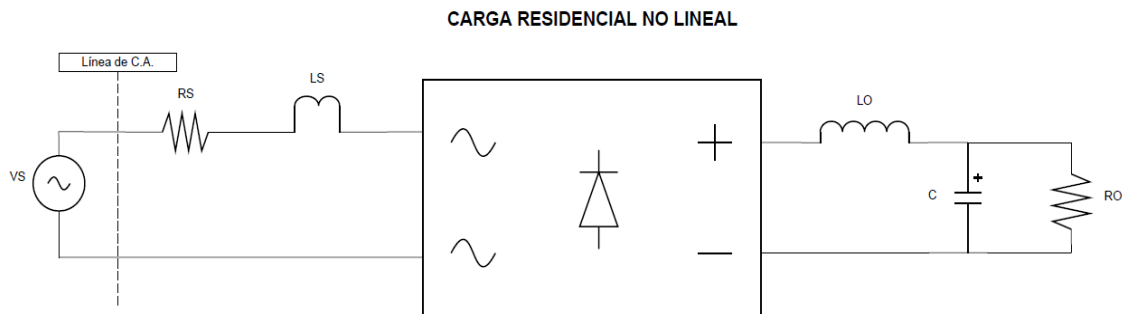 CARGA RESIDENCIAL NO LINEAL
Línea de C.A.
RS
LS
LO
VS
C
+
RO